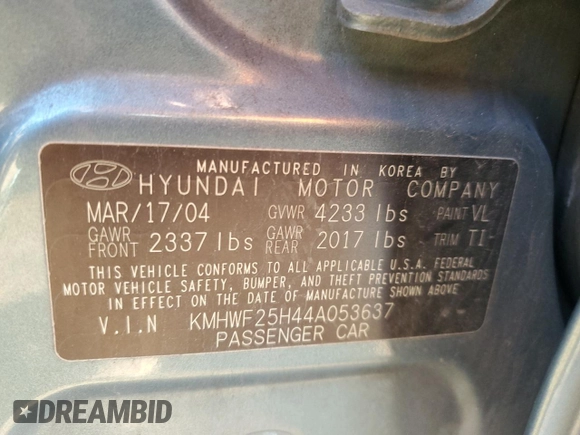 MANUFACTURED IN KOREA BY
HYUNDAI MOTOR COMPANY
MAR/17/04 GVWR 4233 lbs PAINT VL
GAWR FRONT 2337 lbs GAWR REAR 2017 lbs TRIM TI
THIS VEHICLE CONFORMS TO ALL APPLICABLE U.S.A. FEDERAL
MOTOR VEHICLE SAFETY, BUMPER, AND THEFT PREVENTION STANDARDS
IN EFFECT ON THE DATE OF MANUFACTURE SHOWN ABOVE
V.I.N KMHWF25H44A053637
PASSENGER CAR
DREAMBID